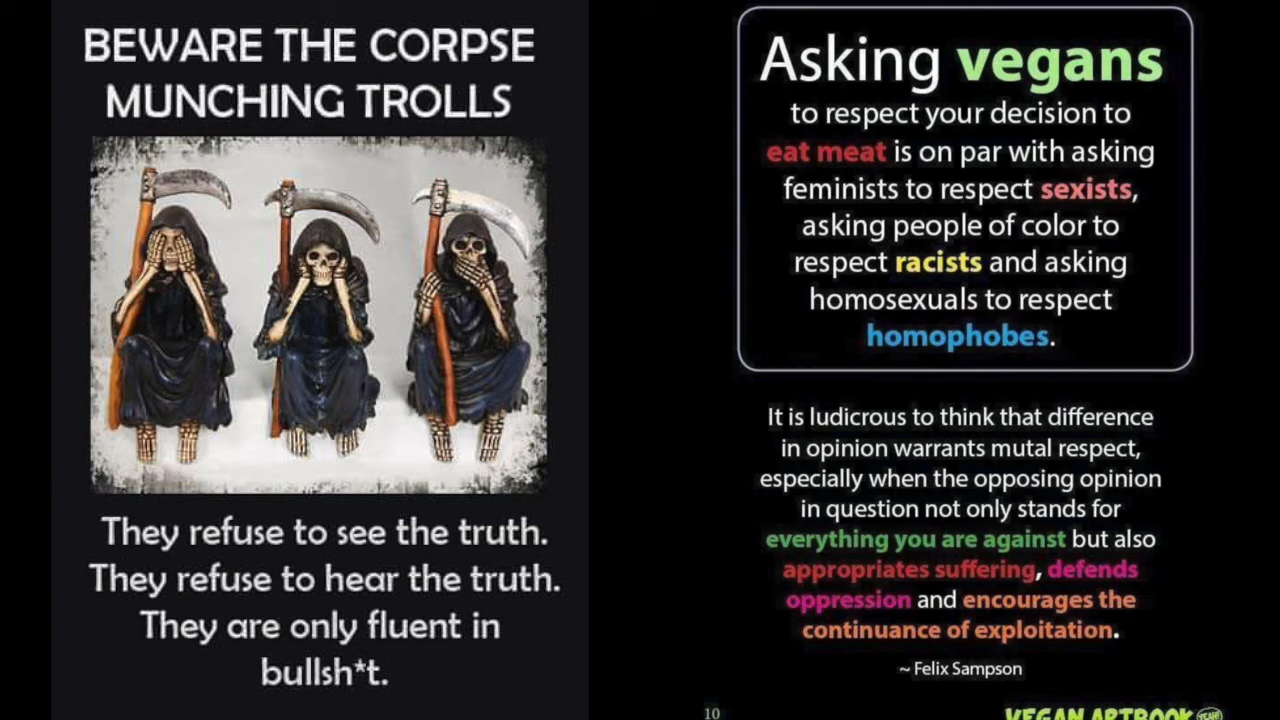 BEWARE THE CORPSE
MUNCHING TROLLS
They refuse to see the truth.
They refuse to hear the truth.
They are only fluent in
bullsh*t.
Asking vegans
to respect your decision to
eat meat is on par with asking
feminists to respect sexists,
asking people of color to
respect racists and asking
homosexuals to respect
homophobes.
It is ludicrous to think that difference
in opinion warrants mutal respect,
especially when the opposing opinion
in question not only stands for
everything you are against but also
appropriates suffering, defends
oppression and encourages the
continuance of exploitation.
~ Felix Sampson
10
VEGAN ARTBOOK